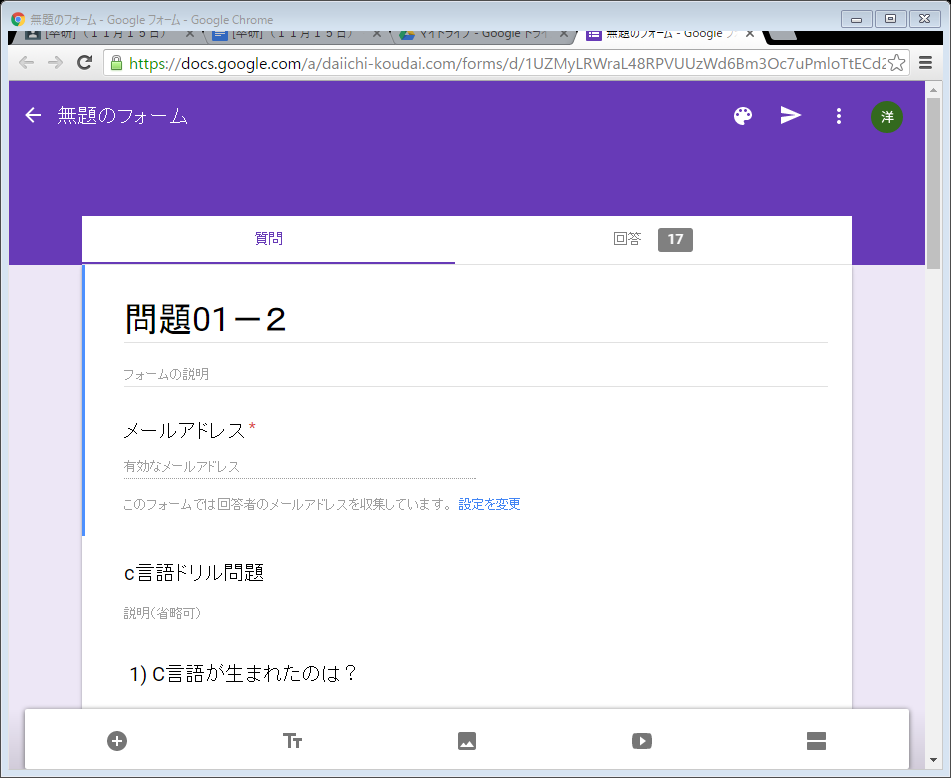 無題のフォーム - Google フォーム - Google Chrome
[卒研]（１１月１５日） [卒研]（１１月１５日） マイドライブ - Google ドライ 無題のフォーム - Google フ
https://docs.google.com/a/daiichi-koudai.com/forms/d/
無題のフォーム
洋
質問
回答 17
問題01－２
フォームの説明
メールアドレス*
有効なメールアドレス
このフォームでは回答者のメールアドレスを収集しています。 設定を変更
c言語ドリル問題
説明(省略可)
1) C言語が生まれたのは？
Tт